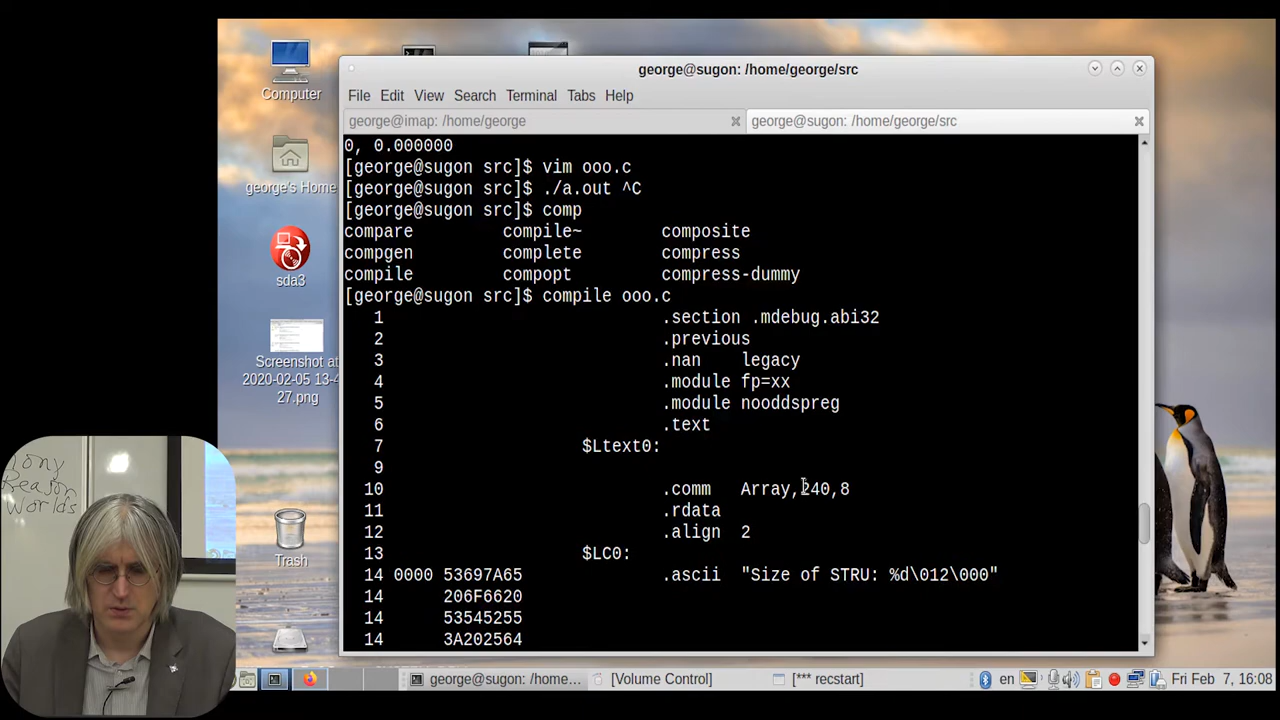 Computer
george's Home
sda3
Screenshot at
2020-02-05 13-4
27.png
Trash
george@sugon: /home/george/src
File Edit View Search Terminal Tabs Help
george@imap: /home/george
george@sugon: /home/george/src
0, 0.000000
[george@sugon src]$ vim ooo.c
[george@sugon src]$ ./a.out ^C
[george@sugon src]$ comp
compare compile~ composite
compgen complete compress
compile compopt compress-dummy
[george@sugon src]$ compile ooo.c
1 .section .mdebug.abi32
2 .previous
3 .nan legacy
4 .module fp=xx
5 .module nooddspreg
6 .text
7 $Ltext0:
9
10 .comm Array,240,8
11 .rdata
12 .align 2
13 $LC0:
14 0000 53697A65 .ascii "Size of STRU: %d\012\000"
14 206F6620
14 53545255
14 3A202564
Tony
Reason
Worlds
george@sugon: /home...
[Volume Control]
[*** recstart]
en
Fri Feb 7, 16:08